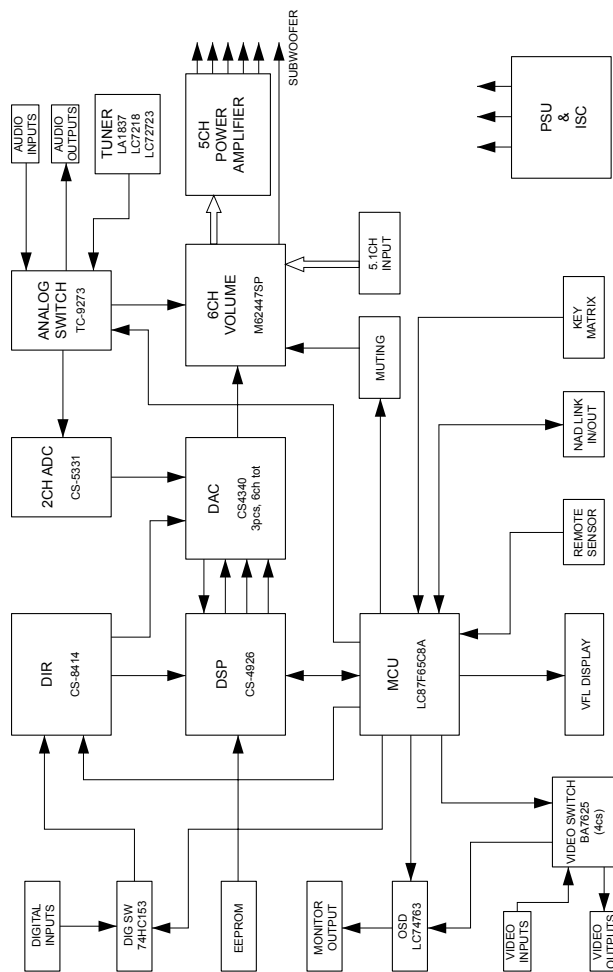 DIGITAL
INPUTS
DIG SW
74HC153
EEPROM
MONITOR
OUTPUT
OSD
LC74763
VIDEO
INPUTS
VIDEO
OUTPUTS
VIDEO SWITCH
BA7625
(4cs)
DIR
CS-8414
DSP
CS-4926
MCU
LC87F65C8A
VFL DISPLAY
REMOTE
SENSOR
NAD LINK
IN/OUT
KEY
MATRIX
2CH ADC
CS-5331
DAC
CS4340
3pcs, 6ch tot
MUTING
5.1CH
INPUT
ANALOG
SWITCH
TC-9273
6CH
VOLUME
M62447SP
AUDIO
INPUTS
AUDIO
OUTPUTS
TUNER
LA1837
LC7218
LC72723
5CH
POWER
AMPLIFIER
SUBWOOFER
PSU
&
ISC